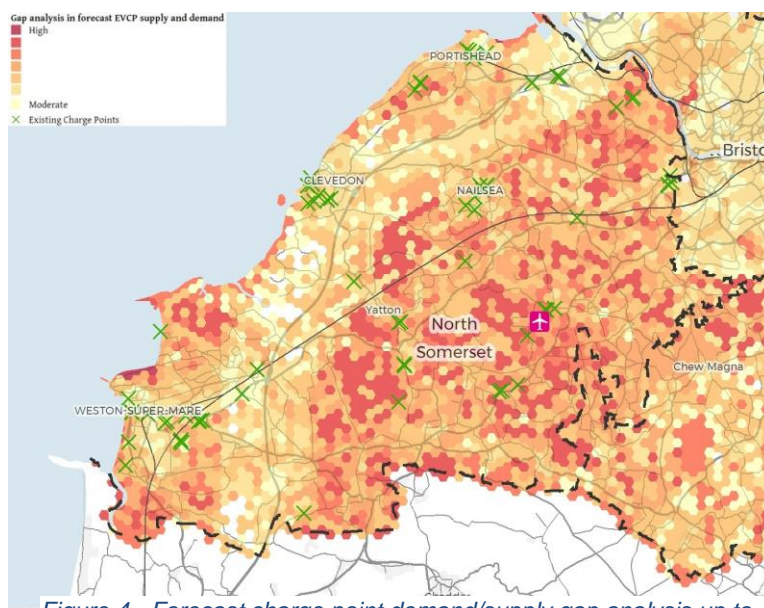 Gap analysis in forecast EVCP supply and demand
High
Moderate
Existing Charge Points
PORTISHEAD
Bristo
CLEVEDON
NAILSEA
Yatton
North
Somerset
Chew Magna
WESTON-SUPER-MARE
Figure 4 - Forecast charge point demand/supply gap analysis up to